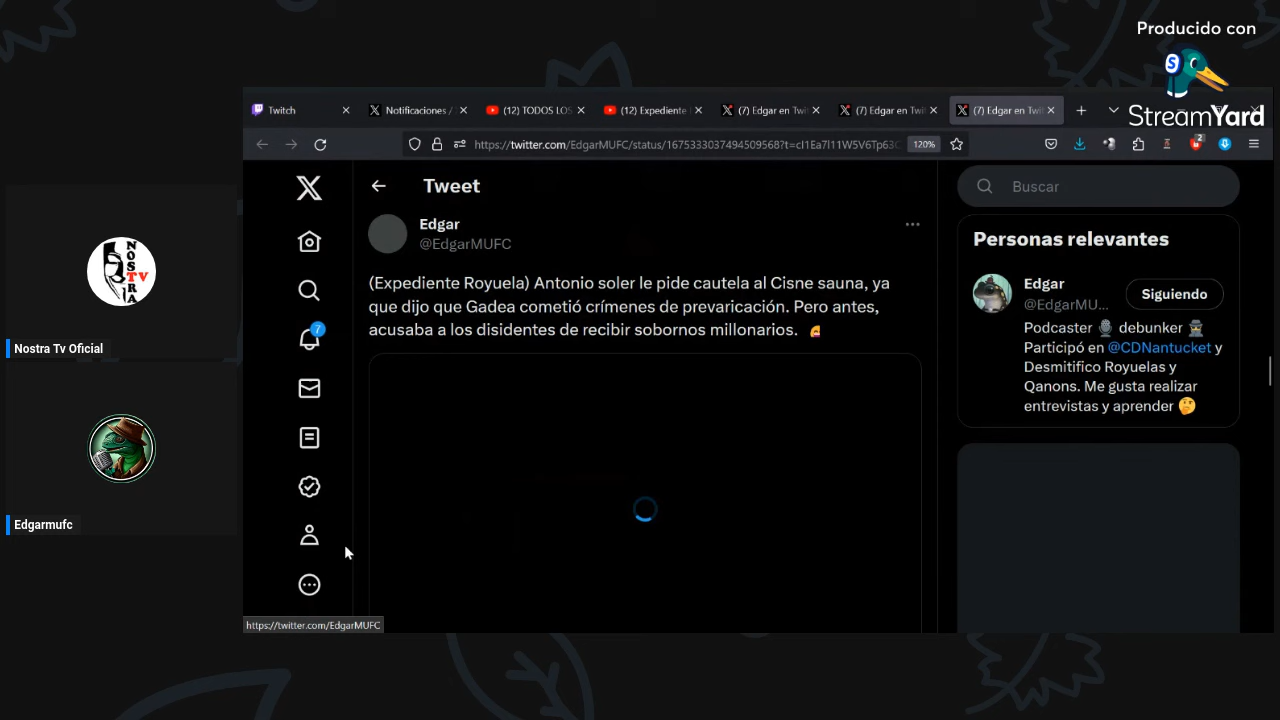 Producido con
StreamYard
Twitch
Notificaciones /
(12) TODOS LOS
(12) Expediente
(7) Edgar en Twi
(7) Edgar en Twi
(7) Edgar en Twi
https://twitter.com/EdgarMUFC/status/1675333037494509568?t=cI1Ea7l11W5V6Tp63C
120%
2
Tweet
Buscar
Edgar
@EdgarMUFC
(Expediente Royuela) Antonio soler le pide cautela al Cisne sauna, ya
que dijo que Gadea cometió crímenes de prevaricación. Pero antes,
acusaba a los disidentes de recibir sobornos millonarios.
7
Personas relevantes
Edgar
@EdgarMU...
Siguiendo
Podcaster debunker
Participó en @CDNantucket y
Desmitifico Royuelas y
Qanons. Me gusta realizar
entrevistas y aprender
https://twitter.com/EdgarMUFC
NOSTRA
TV
Nostra Tv Oficial
Edgarmufc